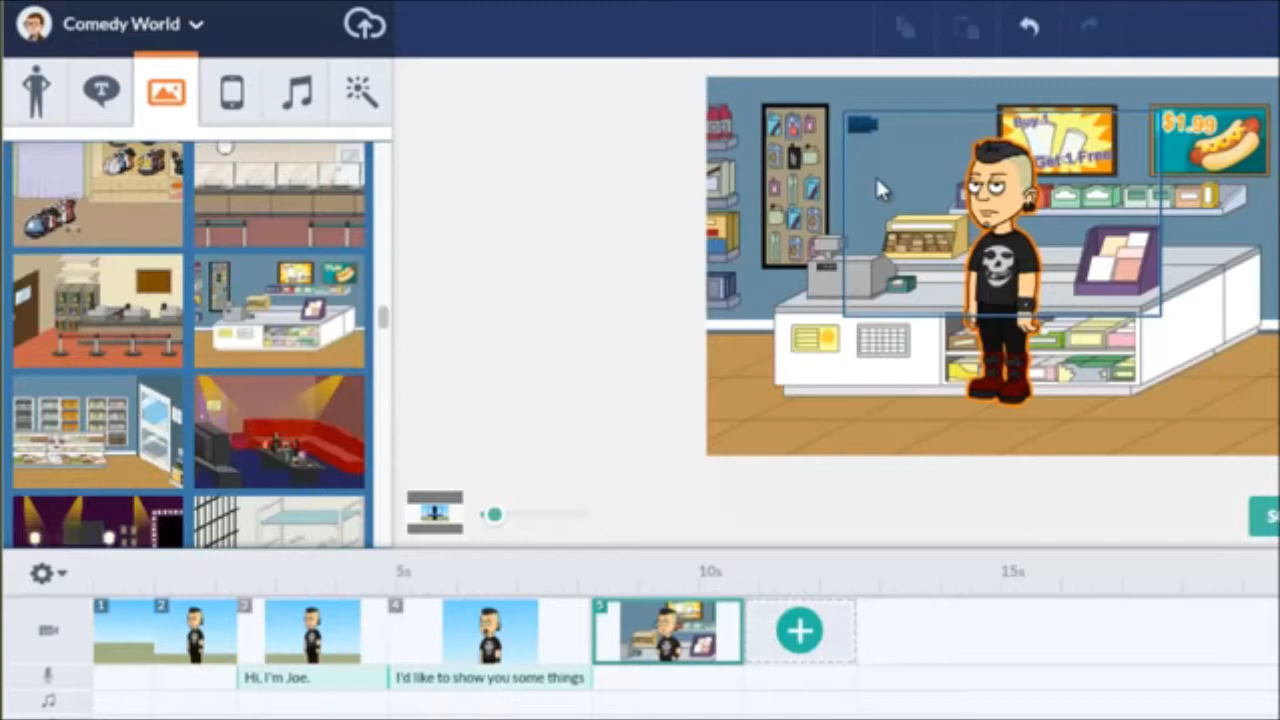 Comedy World
T
Buy 1
Get 1 Free
$1.99
S
5s
10s
15s
1
2
3
4
5
Hi, I'm Joe.
I'd like to show you some things